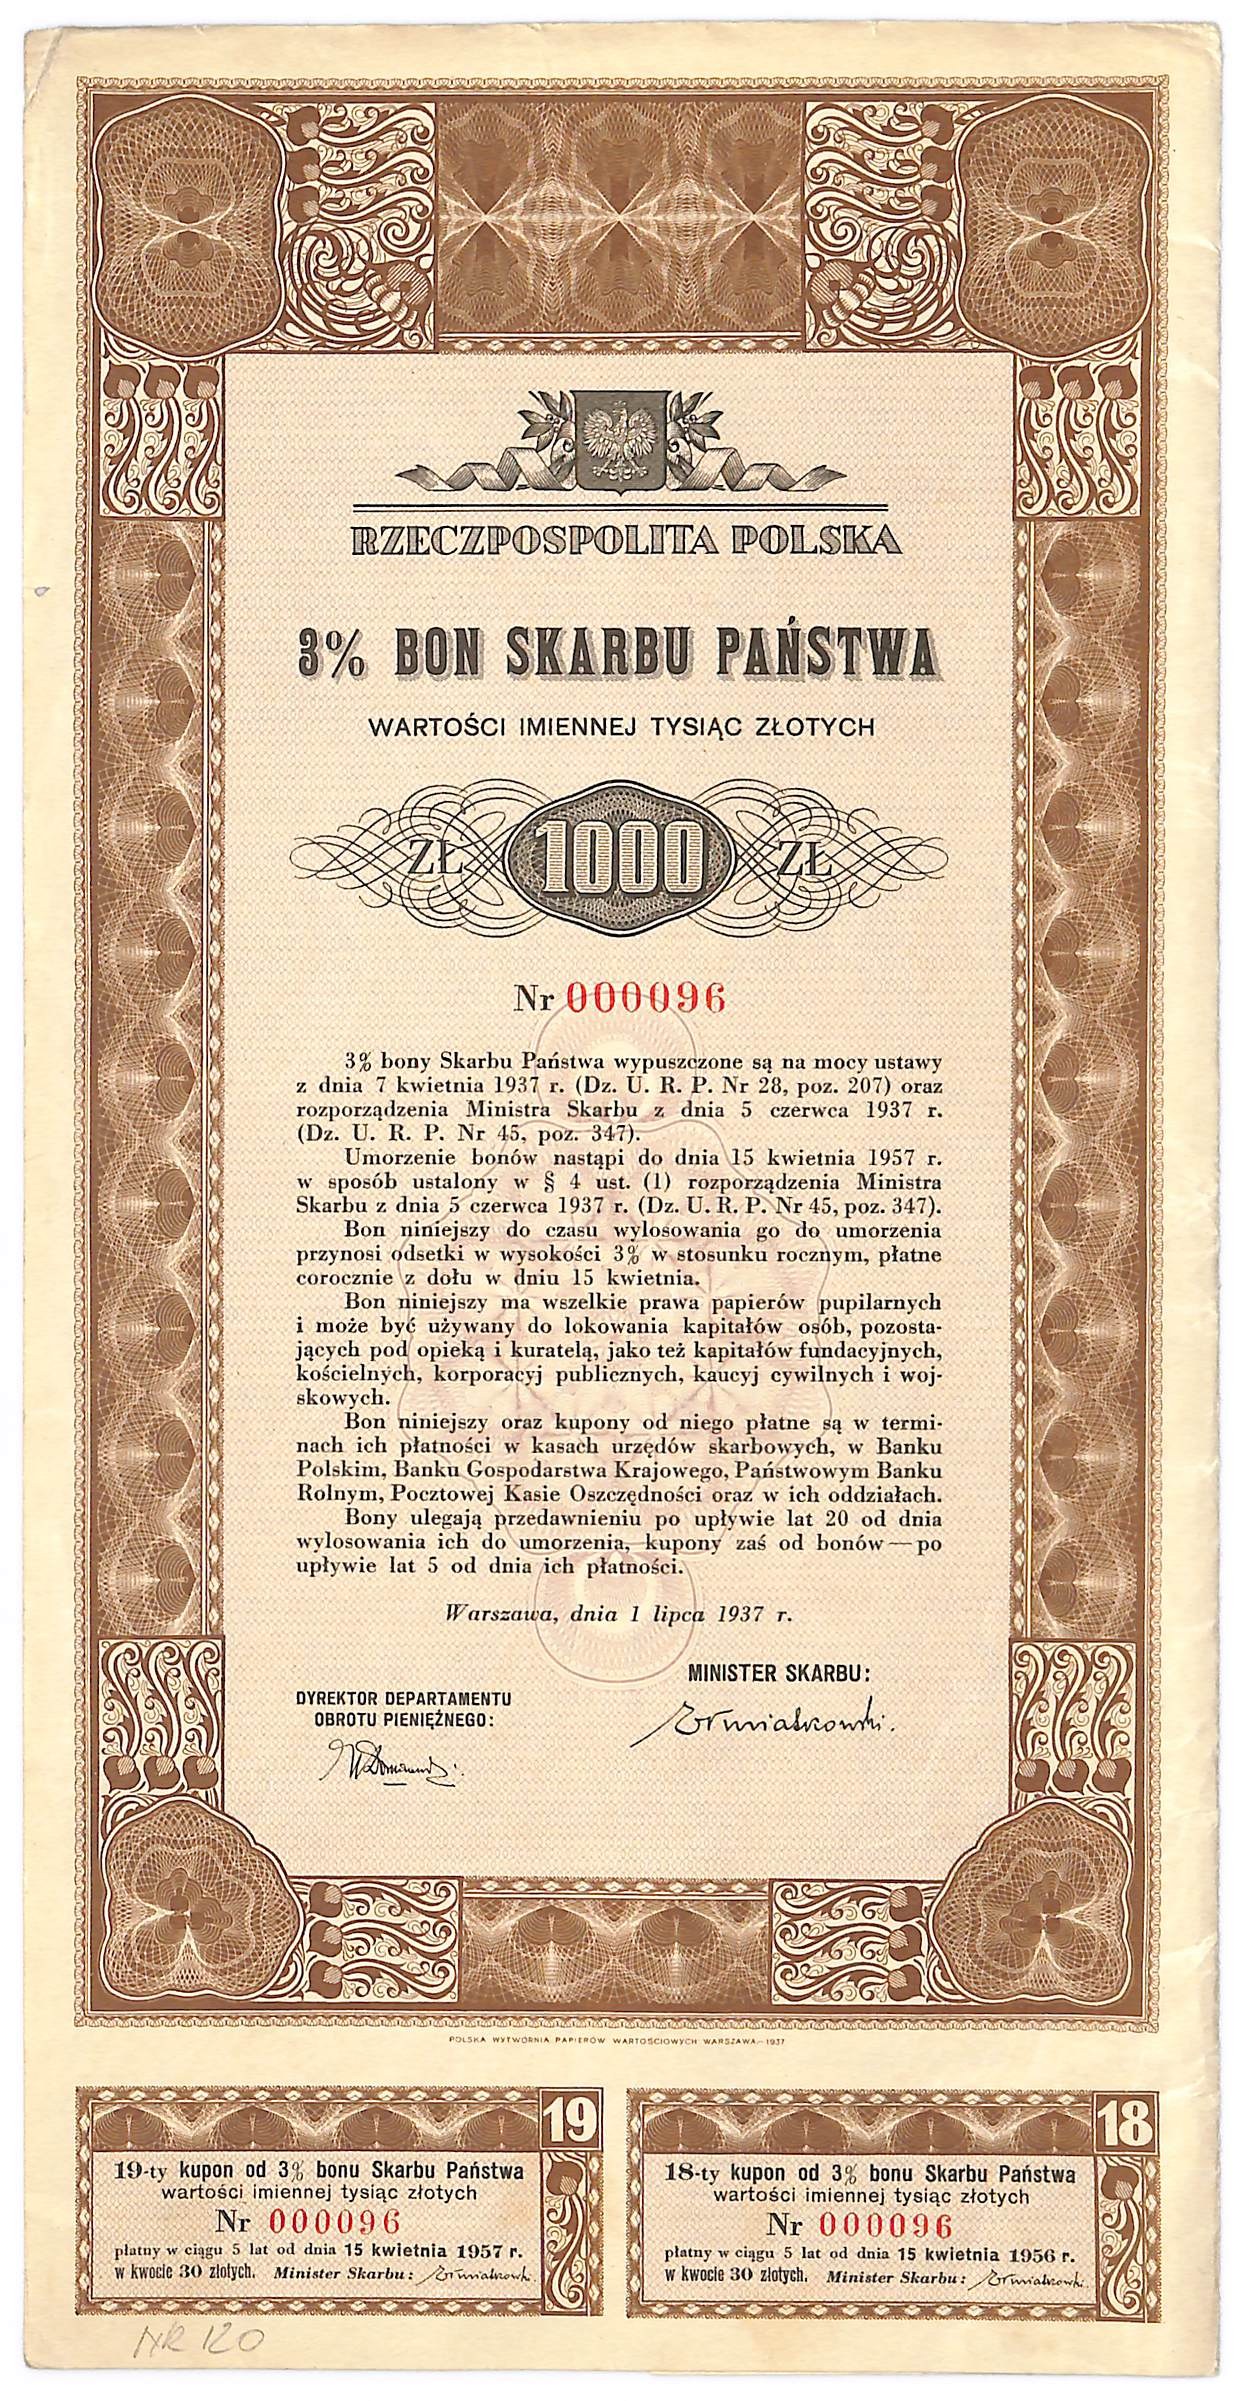 RZECZPOSPOLITA POLSKA
3% BON SKARBU PAŃSTWA
WARTOŚCI IMIENNEJ TYSIĄC ZŁOTYCH
ZŁ 1000 ZŁ
Nr 000096
3% bony Skarbu Państwa wypuszczone są na mocy ustawy
z dnia 7 kwietnia 1937 r. (Dz. U. R. P. Nr 28, poz. 207) oraz
rozporządzenia Ministra Skarbu z dnia 5 czerwca 1937 r.
(Dz. U. R. P. Nr 45, poz. 347).
Umorzenie bonów nastąpi do dnia 15 kwietnia 1957 r.
w sposób ustalony w § 4 ust. (1) rozporządzenia Ministra
Skarbu z dnia 5 czerwca 1937 r. (Dz. U. R. P. Nr 45, poz. 347).
Bon niniejszy do czasu wylosowania go do umorzenia
przynosi odsetki w wysokości 3% w stosunku rocznym, płatne
corocznie z dołu w dniu 15 kwietnia.
Bon niniejszy ma wszelkie prawa papierów pupilarnych
i może być używany do lokowania kapitałów osób, pozosta-
jących pod opieką i kuratelą, jako też kapitałów fundacyjnych,
kościelnych, korporacyj publicznych, kaucyj cywilnych i woj-
skowych.
Bon niniejszy oraz kupony od niego płatne są w termi-
nach ich płatności w kasach urzędów skarbowych, w Banku
Polskim, Banku Gospodarstwa Krajowego, Państwowym Banku
Rolnym, Pocztowej Kasie Oszczędności oraz w ich oddziałach.
Bony ulegają przedawnieniu po upływie lat 20 od dnia
wylosowania ich do umorzenia, kupony zaś od bonów — po
upływie lat 5 od dnia ich płatności.
Warszawa, dnia 1 lipca 1937 r.
MINISTER SKARBU:
DYREKTOR DEPARTAMENTU
OBROTU PIENIĘŻNEGO:
POLSKA WYTWÓRNIA PAPIERÓW WARTOŚCIOWYCH WARSZAWA — 1937
19
19-ty kupon od 3% bonu Skarbu Państwa
wartości imiennej tysiąc złotych
Nr 000096
płatny w ciągu 5 lat od dnia 15 kwietnia 1957 r.
w kwocie 30 złotych. Minister Skarbu:
18
18-ty kupon od 3% bonu Skarbu Państwa
wartości imiennej tysiąc złotych
Nr 000096
płatny w ciągu 5 lat od dnia 15 kwietnia 1956 r.
w kwocie 30 złotych. Minister Skarbu:
NR 120